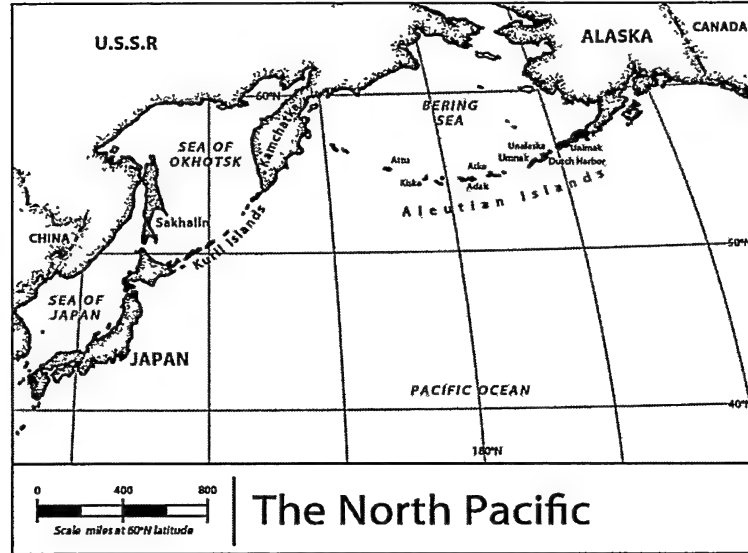 U.S.S.R
ALASKA
CANADA
60°N
BERING
SEA
SEA OF
OKHOTSK
Kamchatka
Attu
Kiska
Atka
Adak
Unalaska
Umnak
Unimak
Dutch Harbor
Aleutian Islands
Sakhalin
Kuril Islands
CHINA
50°N
SEA OF
JAPAN
JAPAN
PACIFIC OCEAN
40°N
180°N
0 400 800
Scale miles at 60°N latitude
The North Pacific